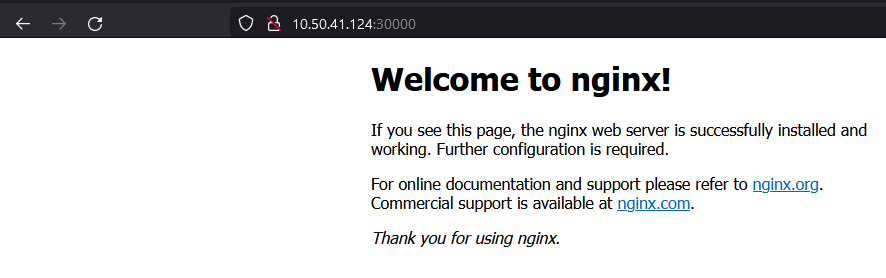 10.50.41.124:30000
Welcome to nginx!
If you see this page, the nginx web server is successfully installed and
working. Further configuration is required.
For online documentation and support please refer to nginx.org.
Commercial support is available at nginx.com.
Thank you for using nginx.